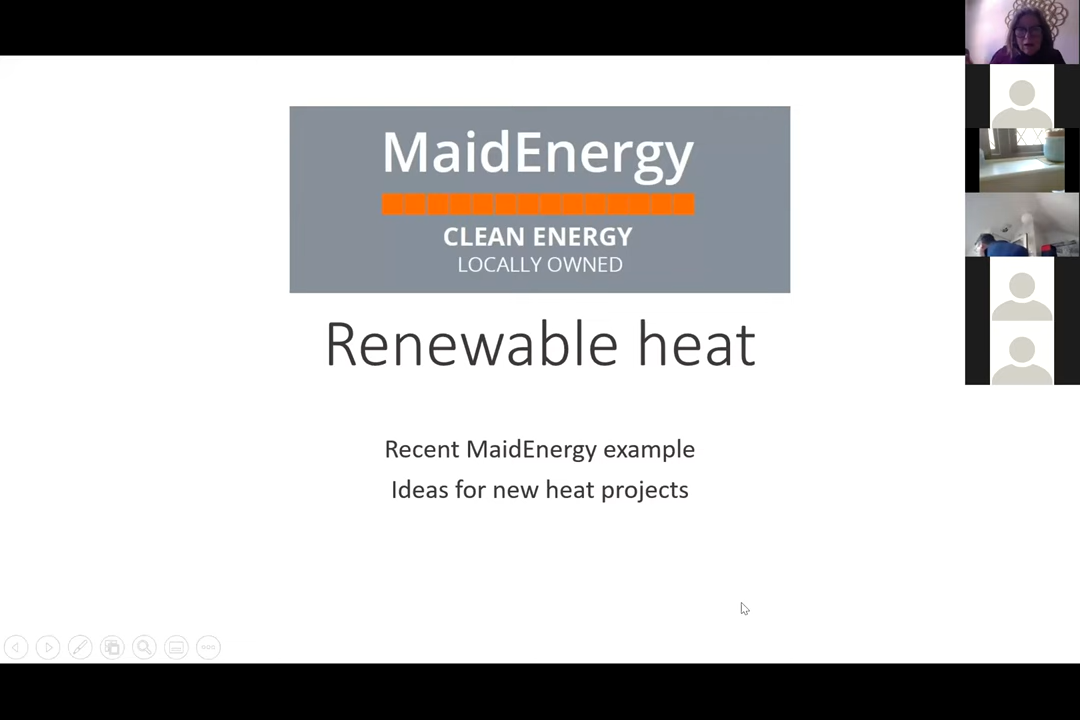 MaidEnergy
CLEAN ENERGY
LOCALLY OWNED
Renewable heat
Recent MaidEnergy example
Ideas for new heat projects